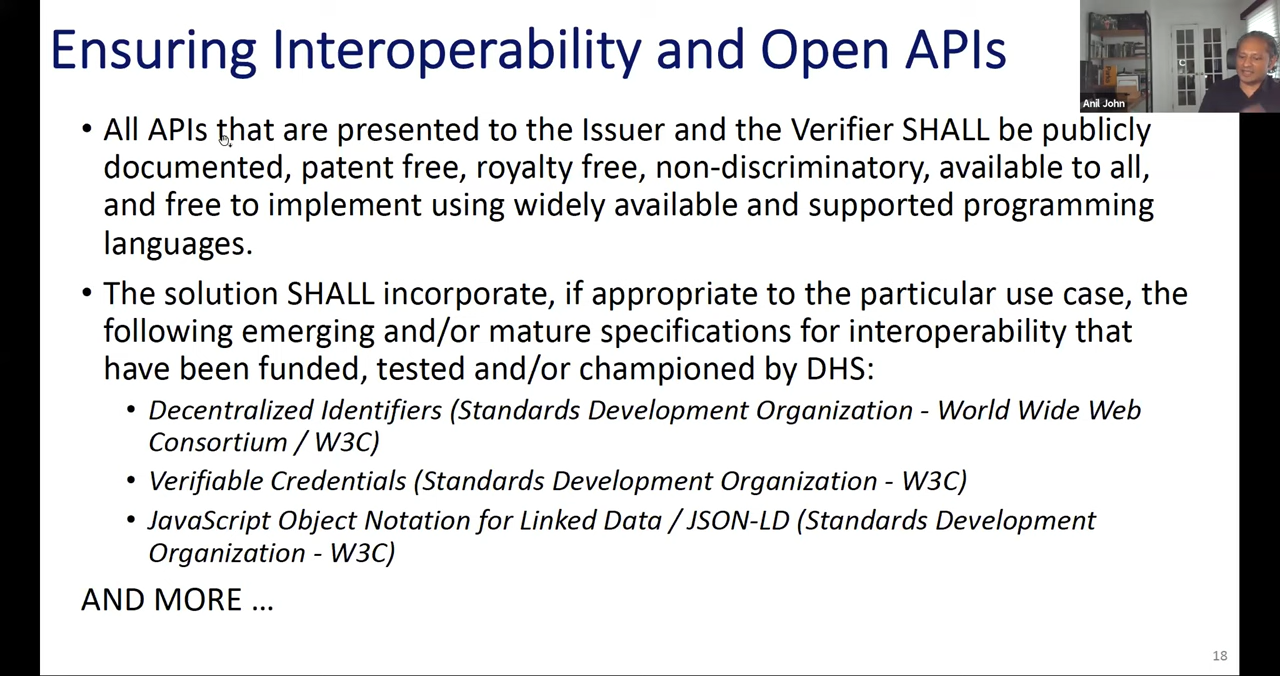 Ensuring Interoperability and Open APIs
Anil John
• All APIs that are presented to the Issuer and the Verifier SHALL be publicly
documented, patent free, royalty free, non-discriminatory, available to all,
and free to implement using widely available and supported programming
languages.
• The solution SHALL incorporate, if appropriate to the particular use case, the
following emerging and/or mature specifications for interoperability that
have been funded, tested and/or championed by DHS:
• Decentralized Identifiers (Standards Development Organization - World Wide Web
Consortium / W3C)
• Verifiable Credentials (Standards Development Organization - W3C)
• JavaScript Object Notation for Linked Data / JSON-LD (Standards Development
Organization - W3C)
AND MORE …
18